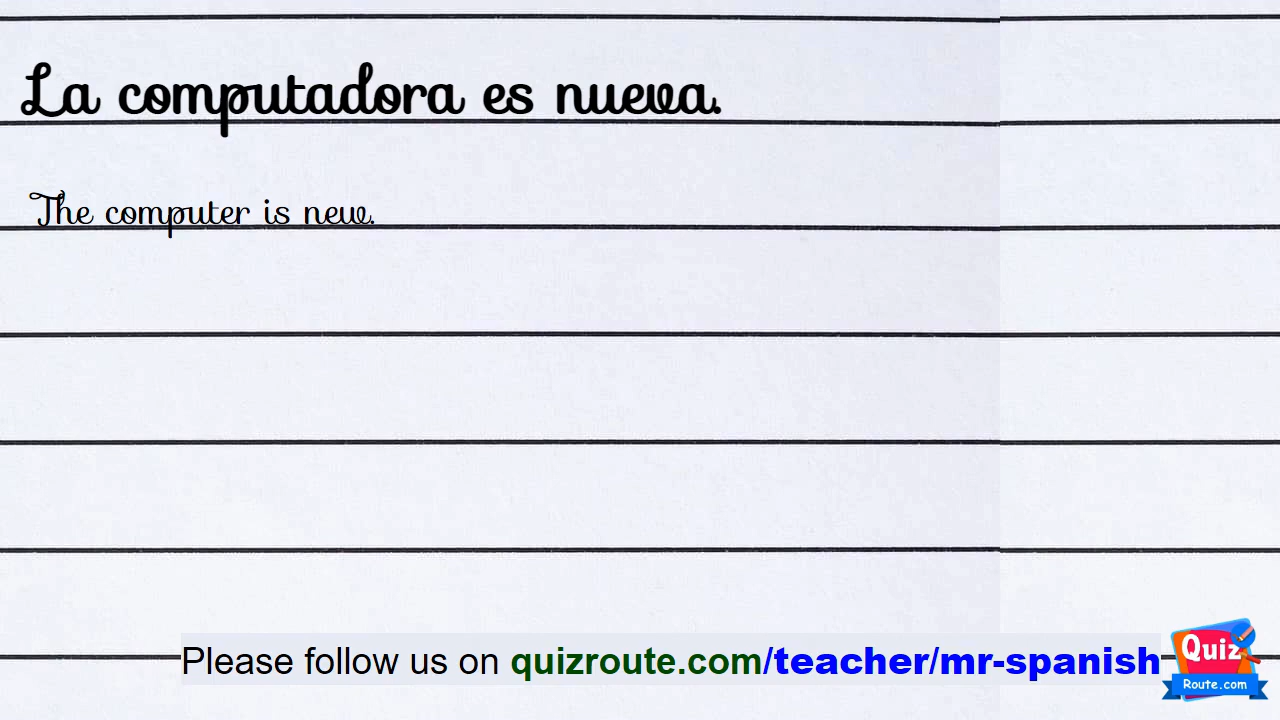 La computadora es nueva.
The computer is new.
Please follow us on quizroute.com/teacher/mr-spanish
Quiz
Route.com